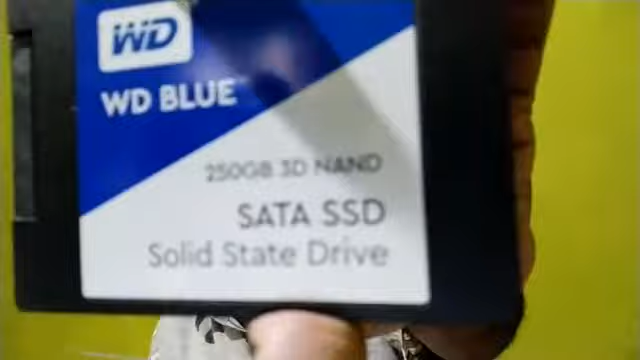 WD
WD BLUE
250GB 3D NAND
SATA SSD
Solid State Drive